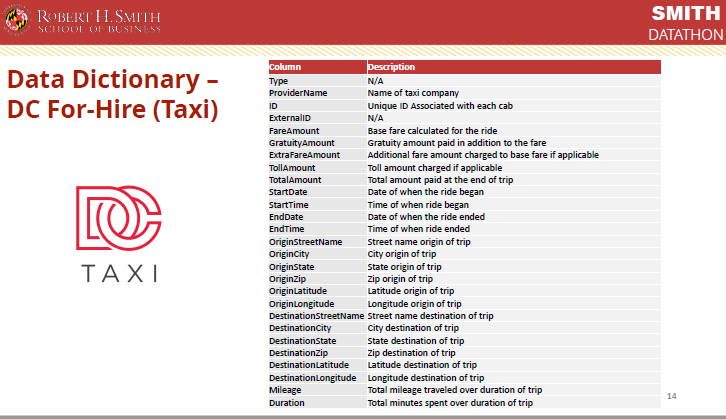 ROBERT H. SMITH
SCHOOL OF BUSINESS
SMITH
DATATHON
Data Dictionary –
DC For-Hire (Taxi)
DC
TAXI
Column Description
Type N/A
ProviderName Name of taxi company
ID Unique ID Associated with each cab
ExternalID N/A
FareAmount Base fare calculated for the ride
GratuityAmount Gratuity amount paid in addition to the fare
ExtraFareAmount Additional fare amount charged to base fare if applicable
TollAmount Toll amount charged if applicable
TotalAmount Total amount paid at the end of trip
StartDate Date of when the ride began
StartTime Time of when ride began
EndDate Date of when the ride ended
EndTime Time of when ride ended
OriginStreetName Street name origin of trip
OriginCity City origin of trip
OriginState State origin of trip
OriginZip Zip origin of trip
OriginLatitude Latitude origin of trip
OriginLongitude Longitude origin of trip
DestinationStreetName Street name destination of trip
DestinationCity City destination of trip
DestinationState State destination of trip
DestinationZip Zip destination of trip
DestinationLatitude Latitude destination of trip
DestinationLongitude Longitude destination of trip
Mileage Total mileage traveled over duration of trip
Duration Total minutes spent over duration of trip
14